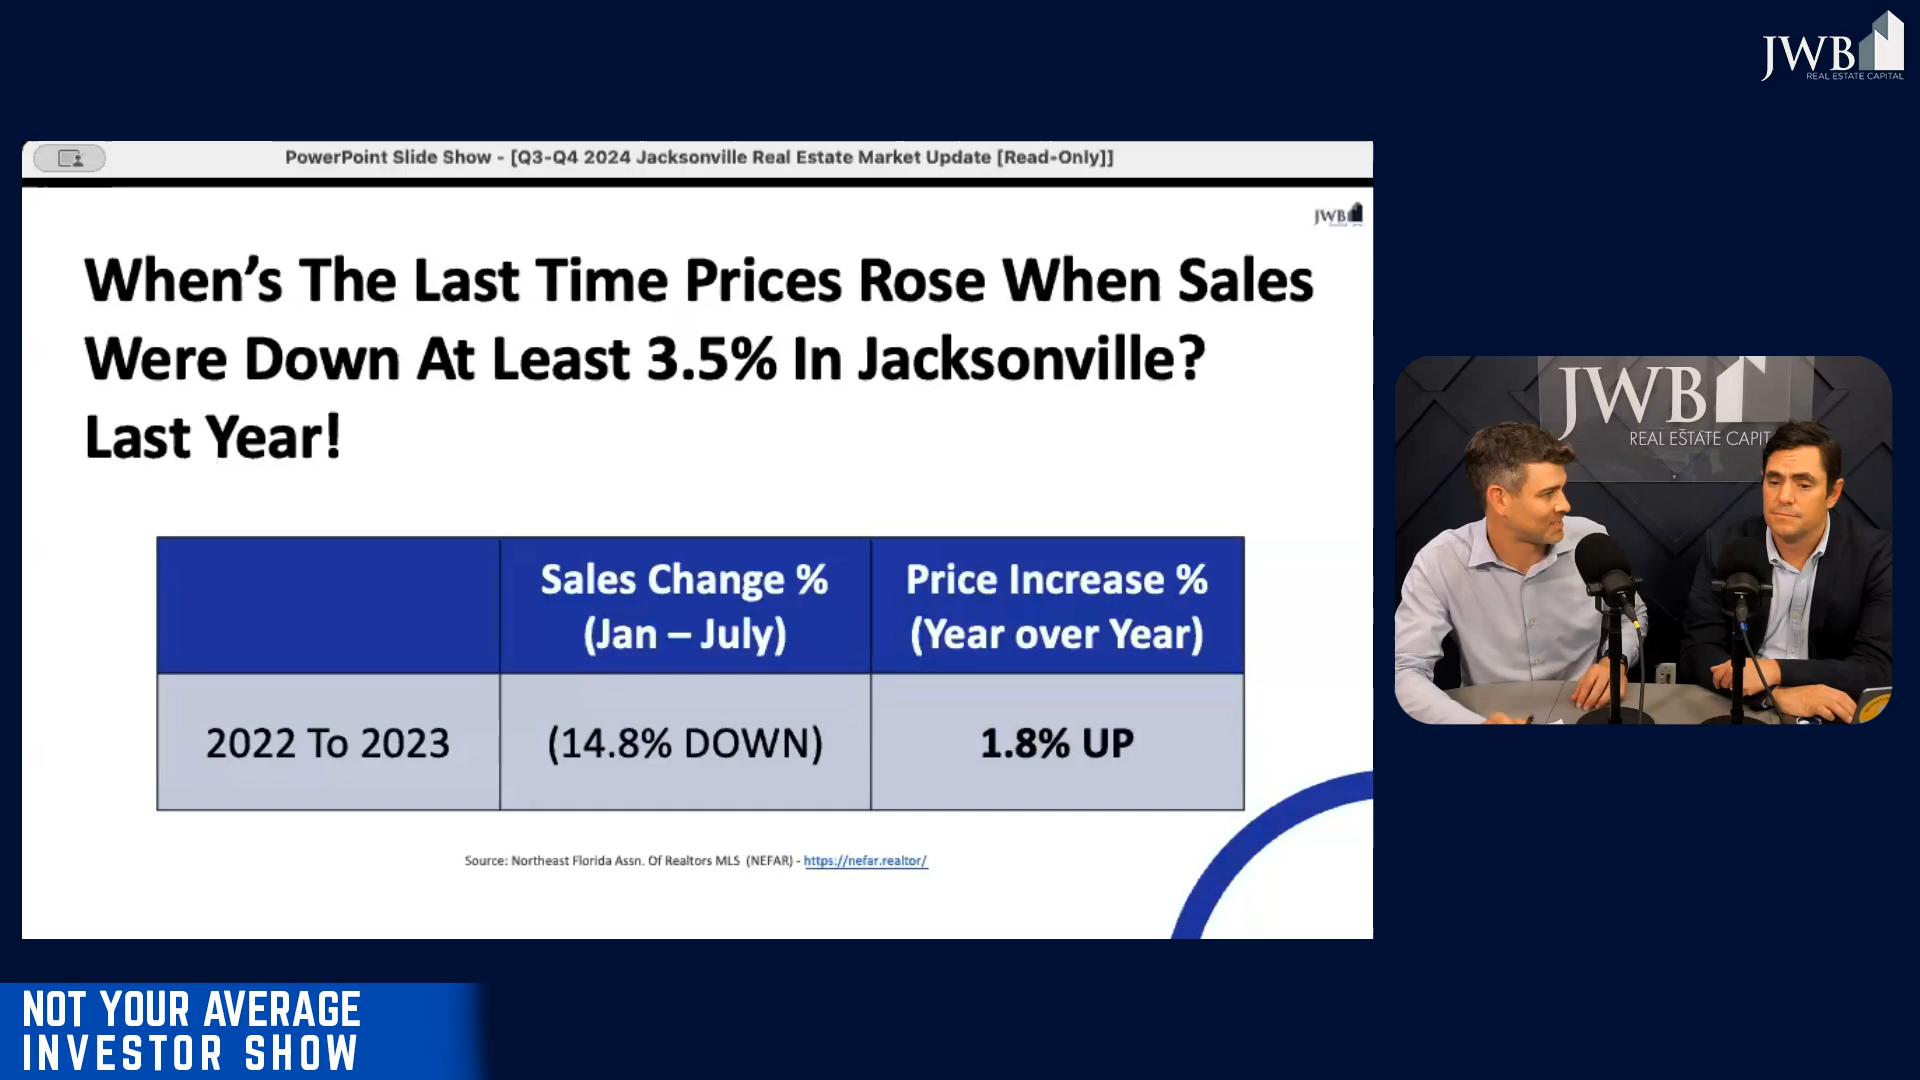 JWB
REAL ESTATE CAPITAL
PowerPoint Slide Show - [Q3-Q4 2024 Jacksonville Real Estate Market Update [Read-Only]]
JWB
When's The Last Time Prices Rose When Sales
Were Down At Least 3.5% In Jacksonville?
Last Year!
Sales Change %
(Jan – July)
Price Increase %
(Year over Year)
2022 To 2023
(14.8% DOWN)
1.8% UP
Source: Northeast Florida Assn. Of Realtors MLS (NEFAR) - https://nefar.realtor/
JWB
REAL ESTATE CAPIT
NOT YOUR AVERAGE
INVESTOR SHOW